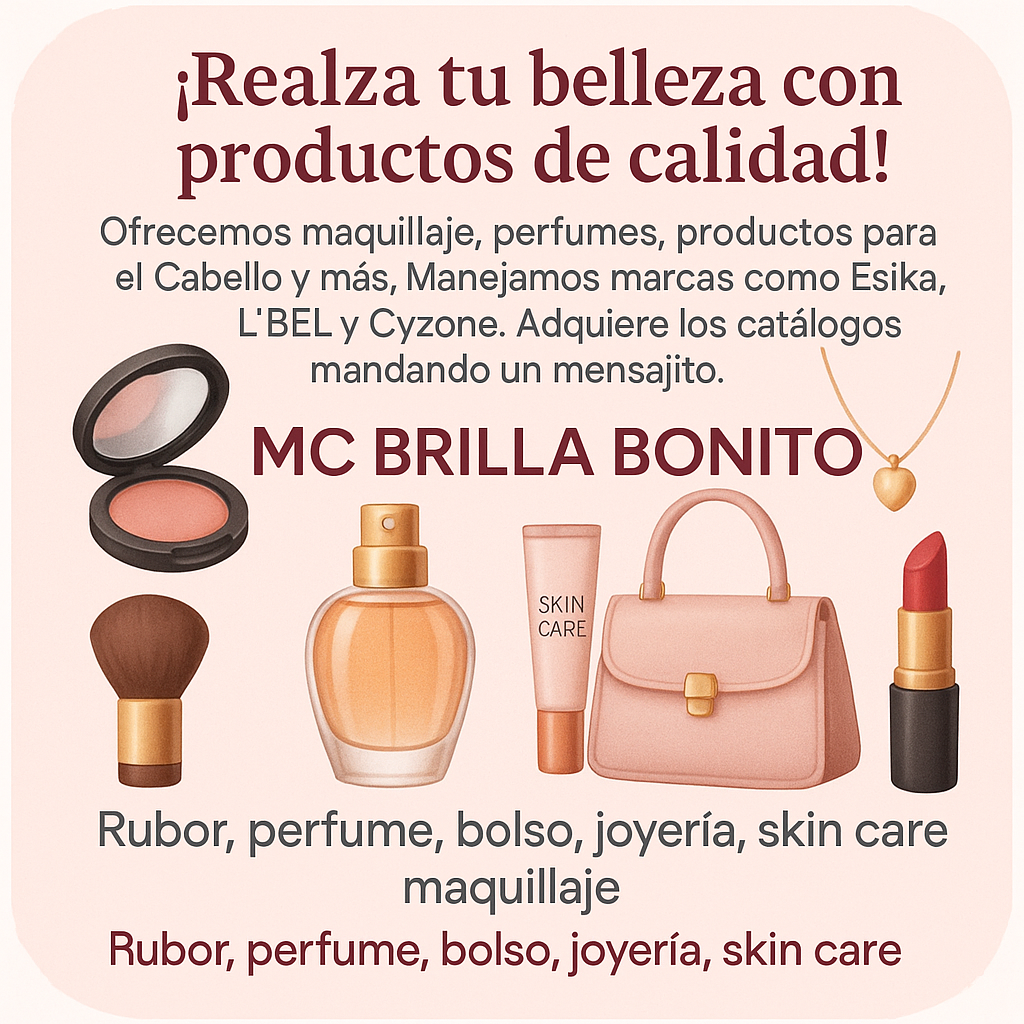 ¡Realza tu belleza con
productos de calidad!
Ofrecemos maquillaje, perfumes, productos para
el Cabello y más, Manejamos marcas como Esika,
L'BEL y Cyzone. Adquiere los catálogos
mandando un mensajito.
MC BRILLA BONITO
SKIN
CARE
Rubor, perfume, bolso, joyería, skin care
maquillaje
Rubor, perfume, bolso, joyería, skin care